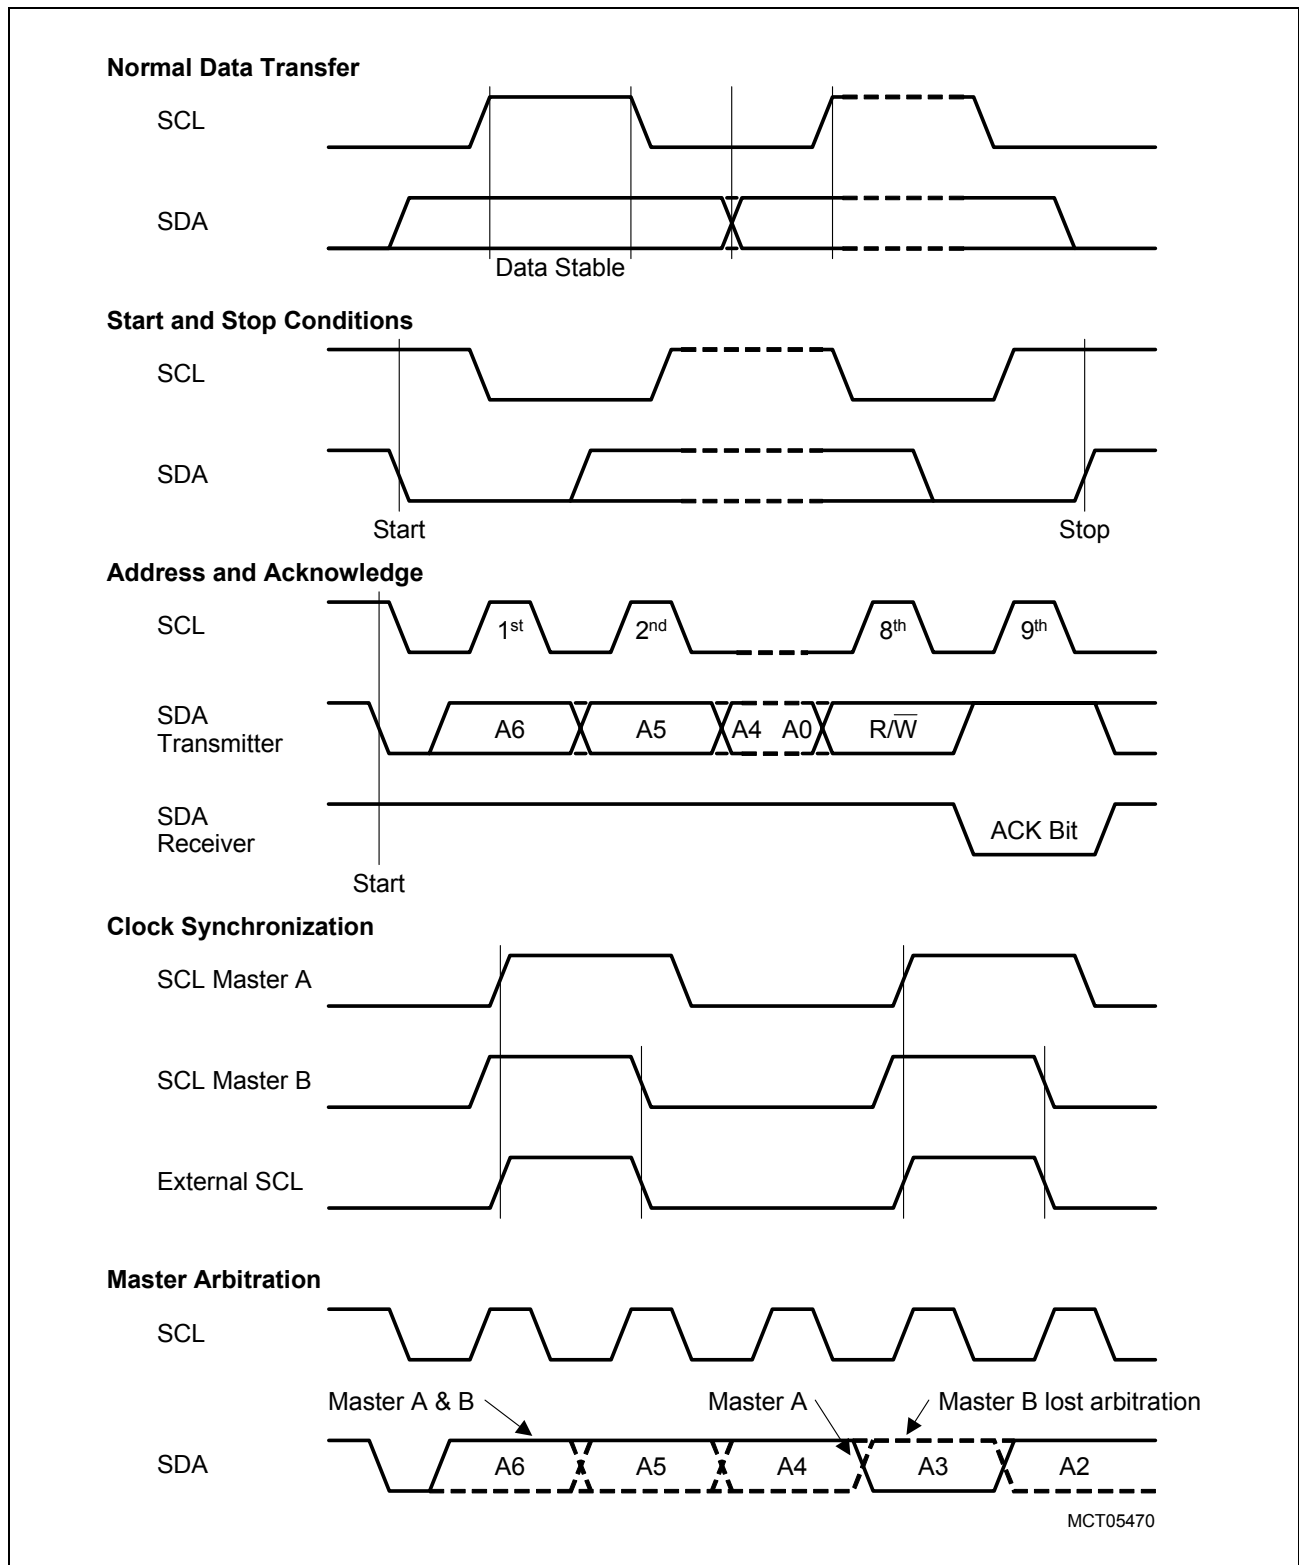 Normal Data Transfer
SCL
SDA
Data Stable
Start and Stop Conditions
SCL
SDA
Start
Stop
Address and Acknowledge
SCL
1st
2nd
8th
9th
SDA
Transmitter
A6
A5
A4
A0
R/W̅
SDA
Receiver
ACK Bit
Start
Clock Synchronization
SCL Master A
SCL Master B
External SCL
Master Arbitration
SCL
Master A & B
Master A
Master B lost arbitration
SDA
A6
A5
A4
A3
A2
MCT05470